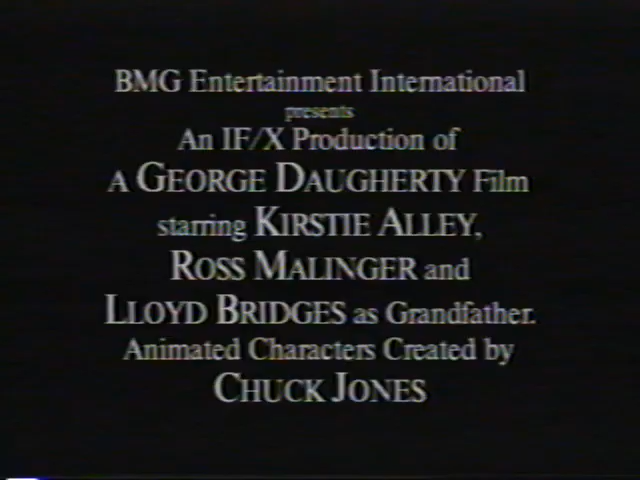 BMG Entertainment International
presents
An IF/X Production of
A GEORGE DAUGHERTY Film
starring KIRSTIE ALLEY,
ROSS MALINGER and
LLOYD BRIDGES as Grandfather.
Animated Characters Created by
CHUCK JONES